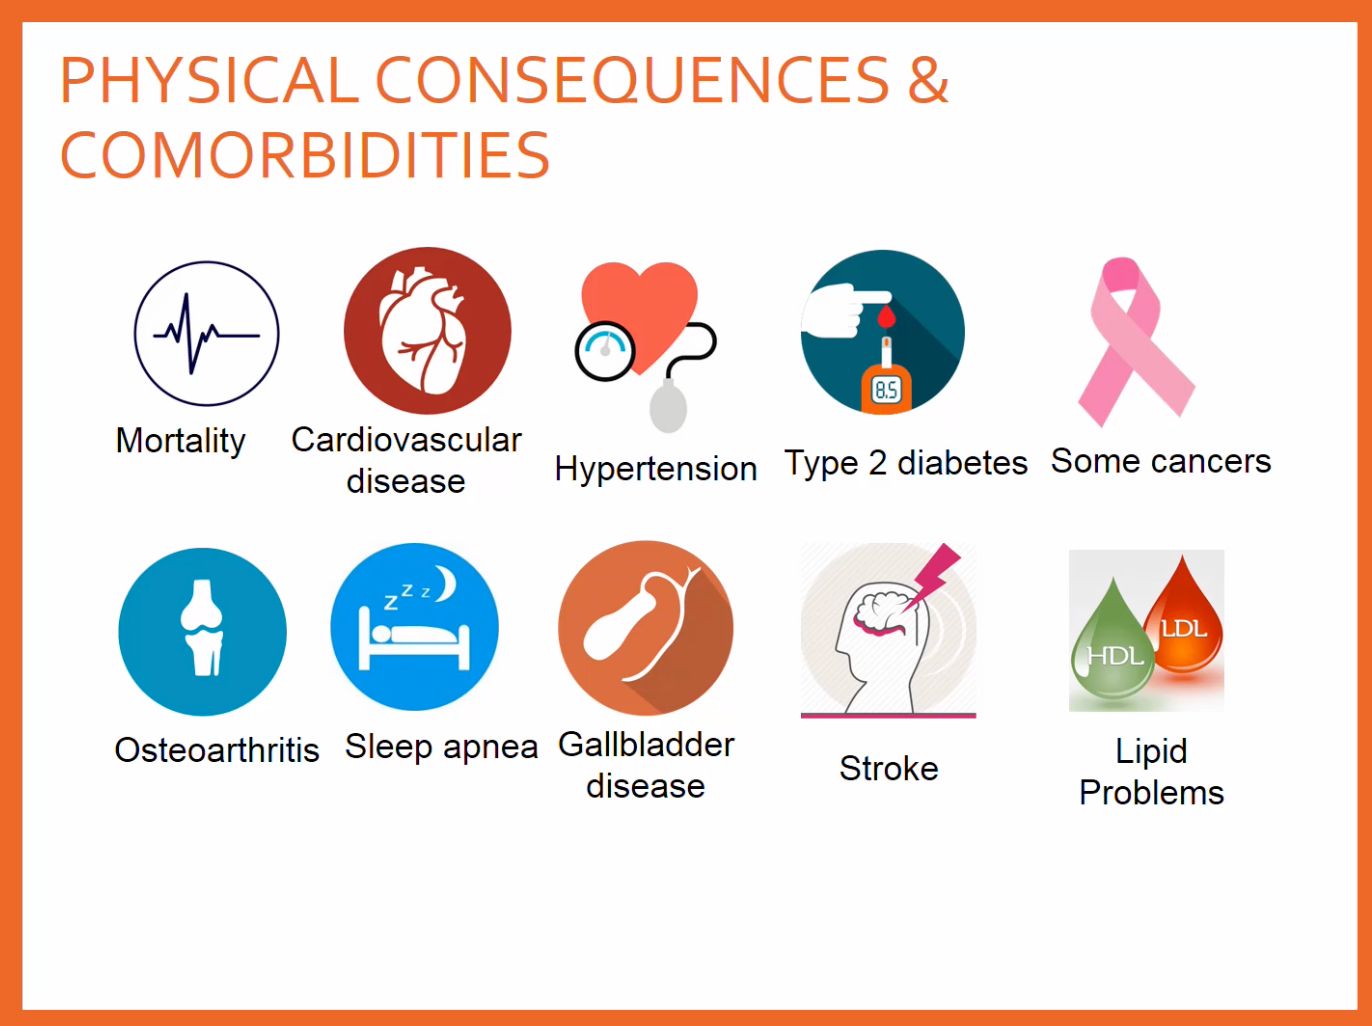 PHYSICAL CONSEQUENCES &
COMORBIDITIES
8.5
Mortality
Cardiovascular
disease
Hypertension
Type 2 diabetes
Some cancers
z z z
HDL
LDL
Osteoarthritis
Sleep apnea
Gallbladder
disease
Stroke
Lipid
Problems